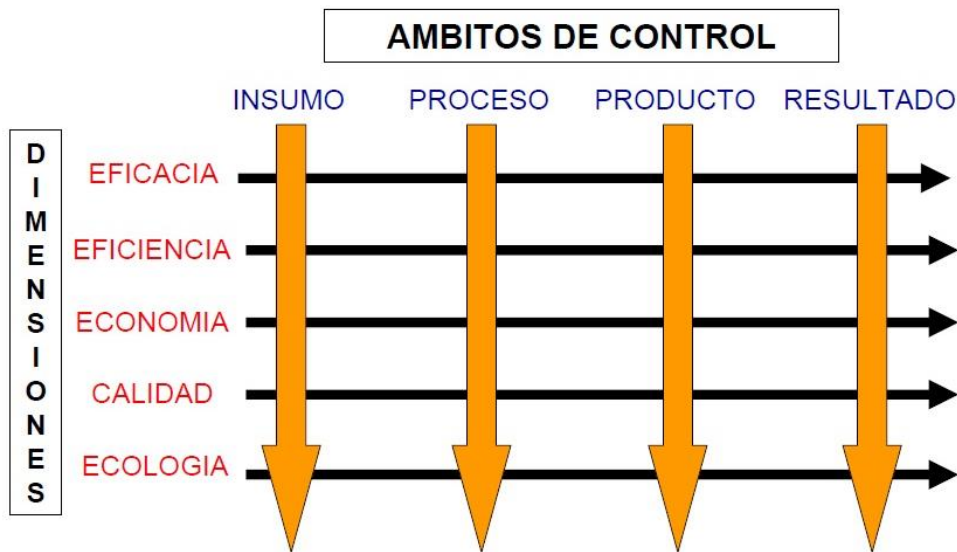 AMBITOS DE CONTROL
INSUMO PROCESO PRODUCTO RESULTADO
DIMENSIONES
EFICACIA
EFICIENCIA
ECONOMIA
CALIDAD
ECOLOGIA